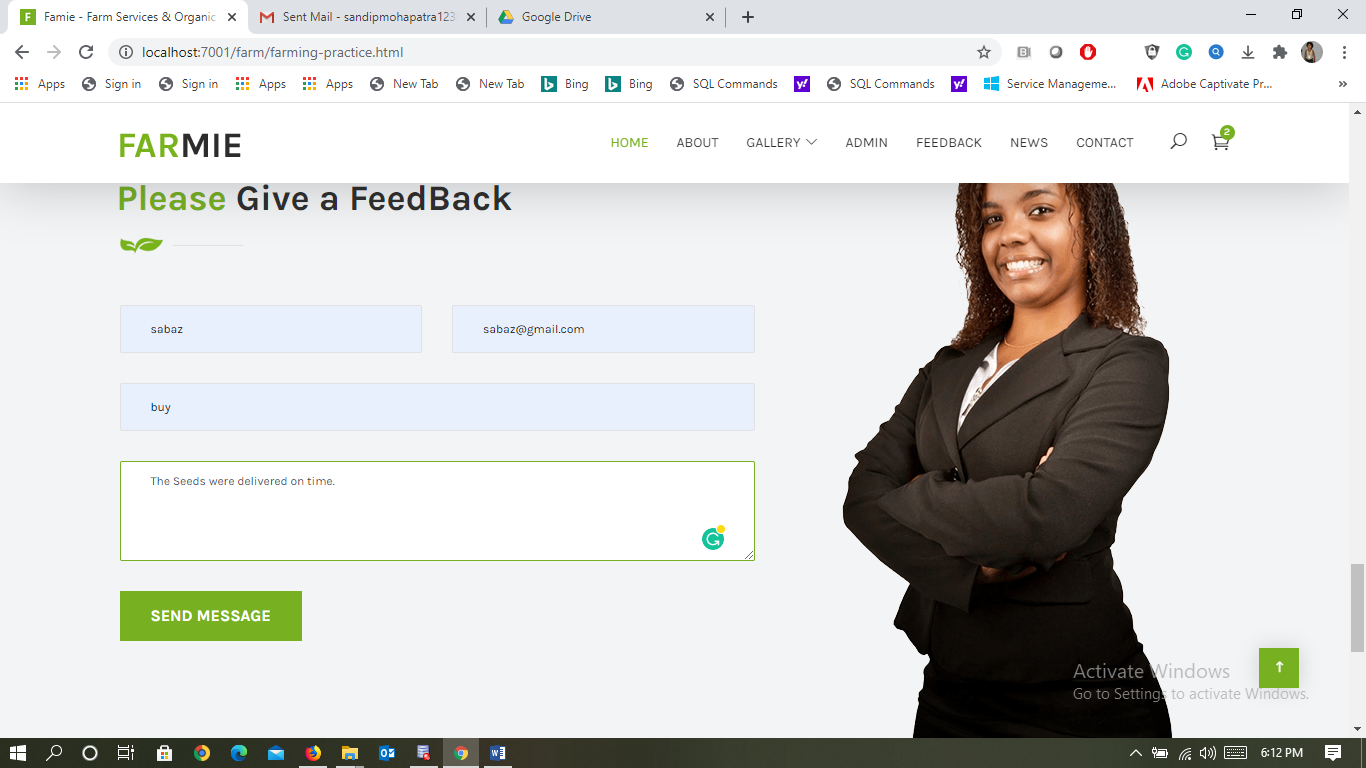 Famie - Farm Services & Organic
Sent Mail - sandipmohapatra123
Google Drive
localhost:7001/farm/farming-practice.html
Apps Sign in Sign in Apps Apps New Tab New Tab Bing Bing SQL Commands SQL Commands Service Manageme... Adobe Captivate Pr...
FARMIE
HOME ABOUT GALLERY ADMIN FEEDBACK NEWS CONTACT 2
Please Give a FeedBack
sabaz sabaz@gmail.com
buy
The Seeds were delivered on time.
SEND MESSAGE
Activate Windows
Go to Settings to activate Windows.
6:12 PM